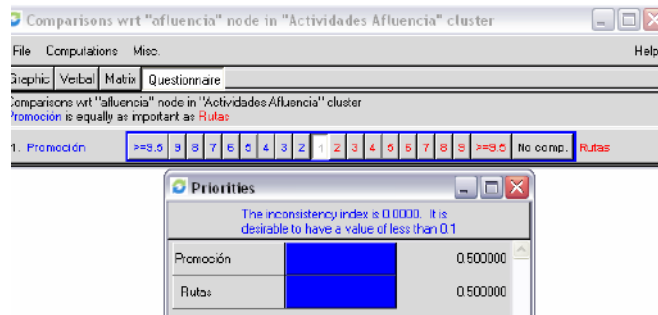 Comparisons wrt "afluencia" node in "Actividades Afluencia" cluster
File Computations Misc. Help
Graphic Verbal Matrix Questionnaire
Comparisons wrt "afluencia" node in "Actividades Afluencia" cluster
Promoción is equally as important as Rutas
1. Promoción >=9.5 9 8 7 6 5 4 3 2 1 2 3 4 5 6 7 8 9 >=9.5 No comp. Rutas
Priorities
The inconsistency index is 0.0000. It is
desirable to have a value of less than 0.1
Promoción 0.500000
Rutas 0.500000